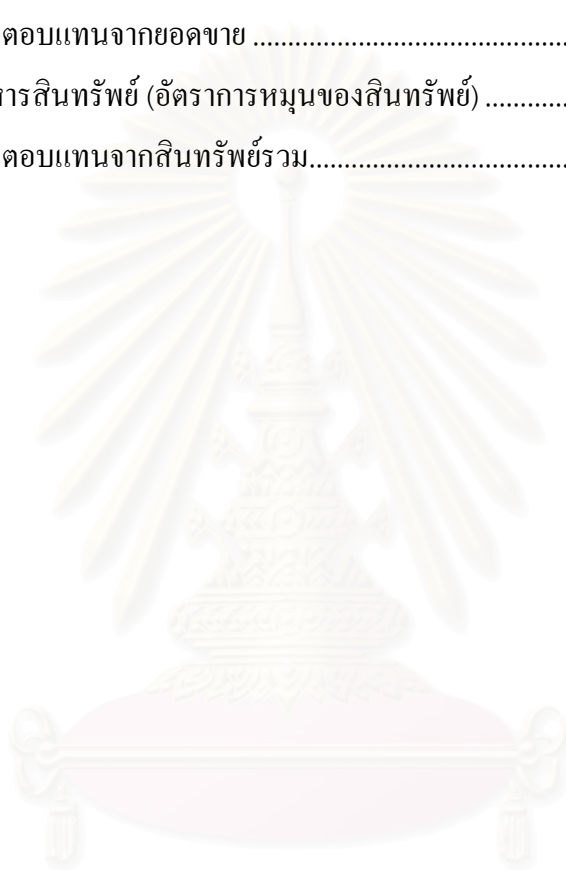 ตอบแทนจากยอดขาย ......................................
หารสินทรัพย์ (อัตราการหมุนของสินทรัพย์) ............
ตอบแทนจากสินทรัพย์รวม................................